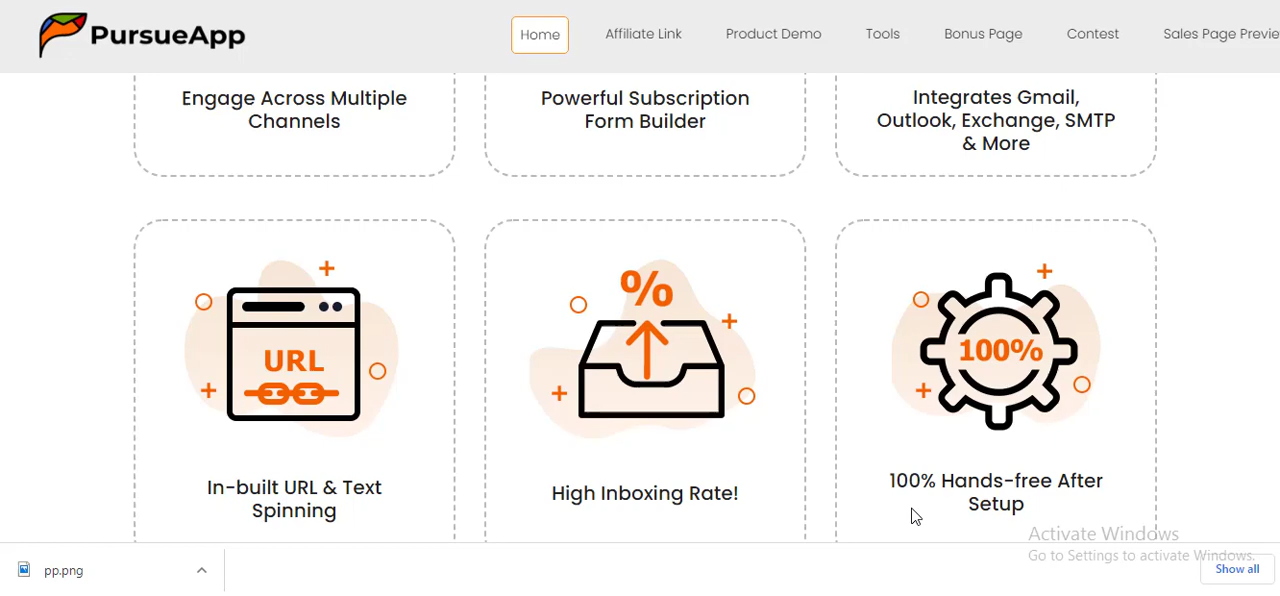 PursueApp
Home
Affiliate Link
Product Demo
Tools
Bonus Page
Contest
Sales Page Previe
Engage Across Multiple
Channels
Powerful Subscription
Form Builder
Integrates Gmail,
Outlook, Exchange, SMTP
& More
URL
In-built URL & Text
Spinning
%
High Inboxing Rate!
100%
100% Hands-free After
Setup
Activate Windows
Go to Settings to activate Windows.
pp.png
Show all